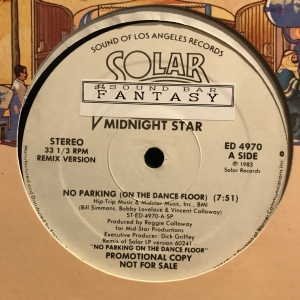 SOUND OF LOS ANGELES RECORDS
SOLAR
the SOUND BAR
FANTASY
MIDNIGHT STAR
STEREO
33 1/3 RPM
REMIX VERSION
ED 4970
A SIDE
℗ 1983
Solar Records
NO PARKING (ON THE DANCE FLOOR) (7:51)
Hip-Trip Music & Midstar Music, Inc., BMI
(Bill Simmons, Bobby Lovelace & Vincent Calloway)
ST-ED-4970-A-SP
Produced by Reggie Calloway
for Mid-Star Productions
Executive Producer: Dick Griffey
Remix of Solar LP version 60241
"NO PARKING ON THE DANCE FLOOR"
PROMOTIONAL COPY
NOT FOR SALE